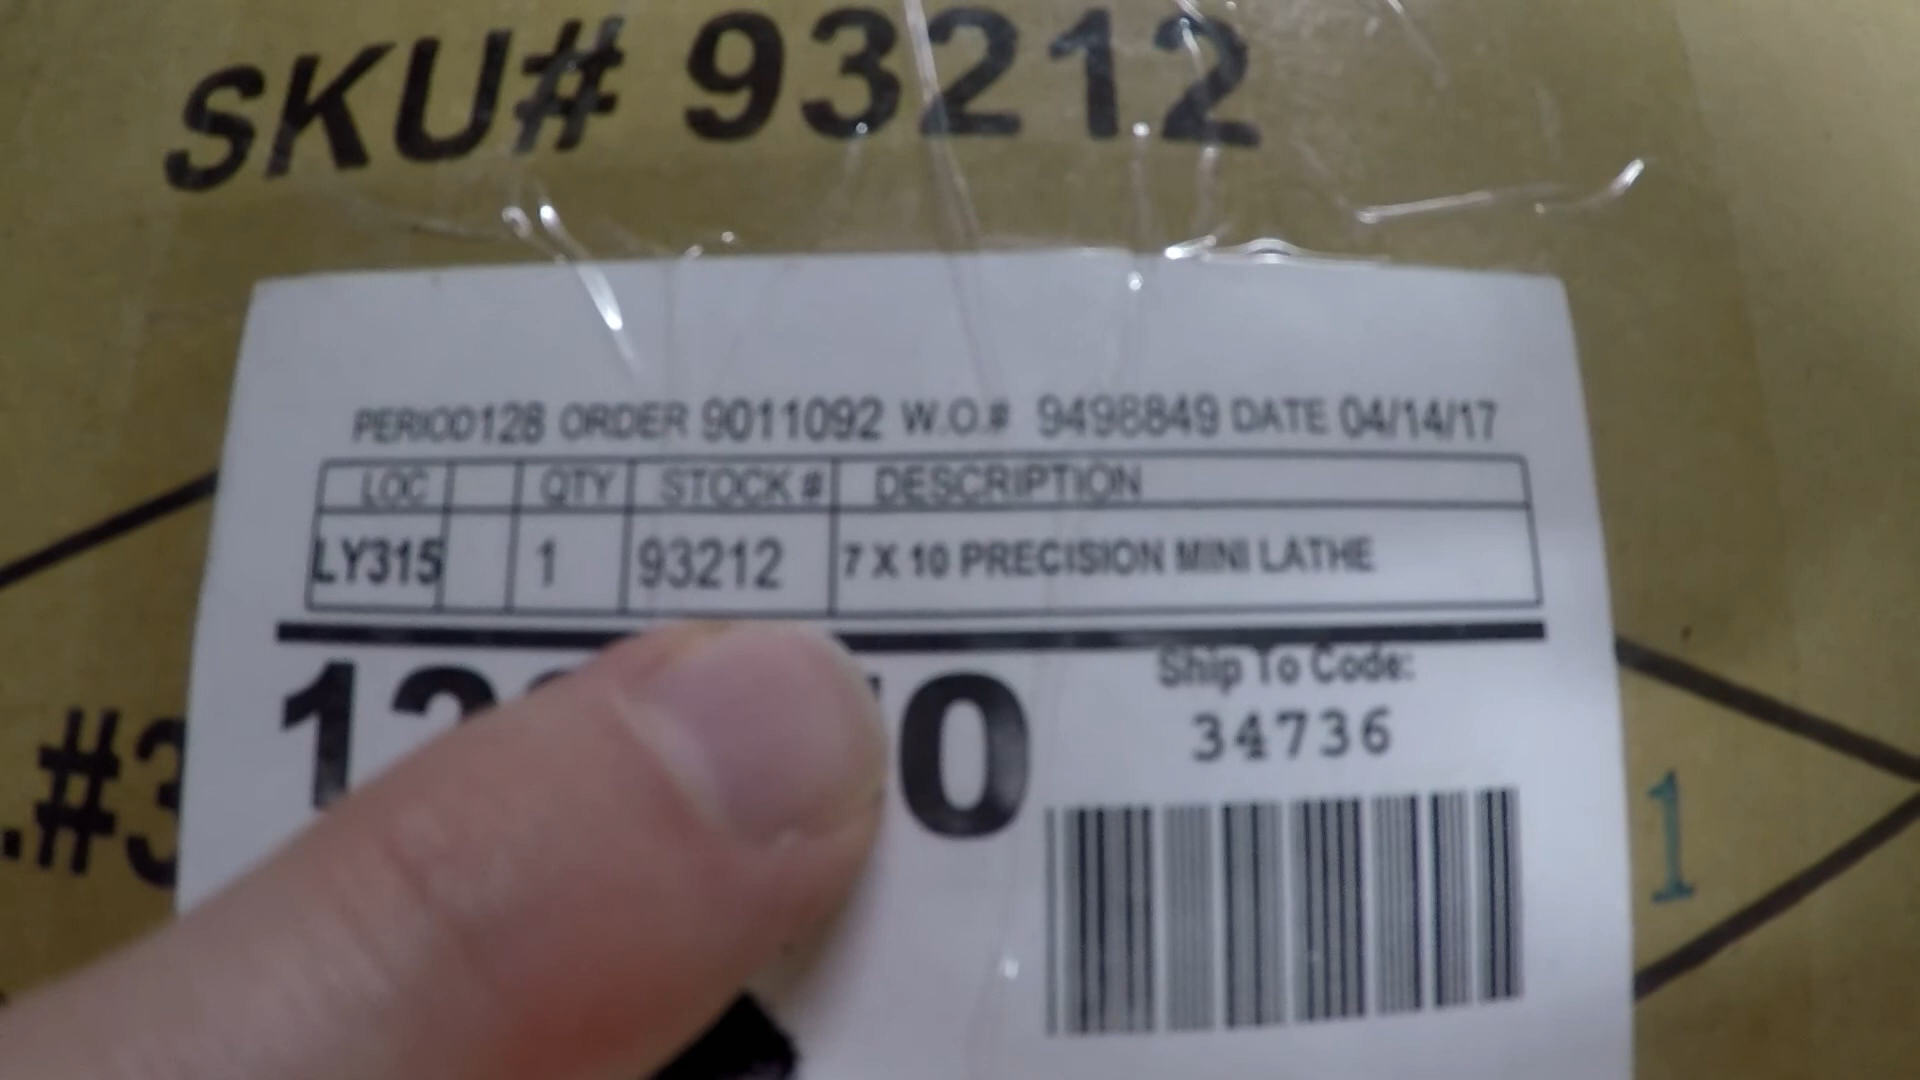 SKU# 93212
PERIOD128 ORDER 9011092 W.O.# 9498849 DATE 04/14/17
LOC QTY STOCK # DESCRIPTION
LY315 1 93212 7 X 10 PRECISION MINI LATHE
Ship To Code:
34736
1